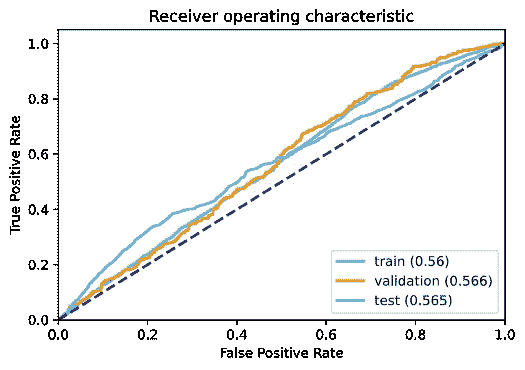 Receiver operating characteristic
1.0
0.8
0.6
0.4
0.2
0.0
True Positive Rate
train (0.56)
validation (0.566)
test (0.565)
0.0 0.2 0.4 0.6 0.8 1.0
False Positive Rate